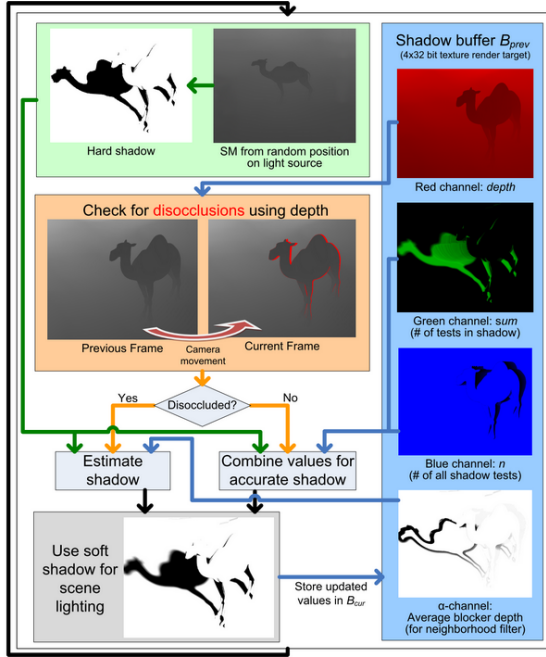 Shadow buffer Bprev
(4x32 bit texture render target)
Hard shadow
SM from random position
on light source
Red channel: depth
Check for disocclusions using depth
Previous Frame
Camera
movement
Current Frame
Green channel: sum
(# of tests in shadow)
Yes
Disoccluded?
No
Estimate
shadow
Combine values for
accurate shadow
Blue channel: n
(# of all shadow tests)
Use soft
shadow for
scene
lighting
Store updated
values in Bcur
α-channel:
Average blocker depth
(for neighborhood filter)